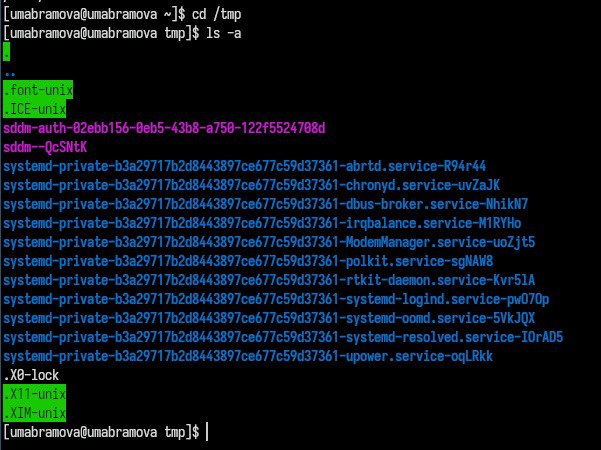 [umabramova@umabramova ~]$ cd /tmp
[umabramova@umabramova tmp]$ ls -a
.
..
.font-unix
.ICE-unix
sddm-auth-02ebb156-0eb5-43b8-a750-122f5524708d
sddm--QcSNtK
systemd-private-b3a29717b2d8443897ce677c59d37361-abrtd.service-R94r44
systemd-private-b3a29717b2d8443897ce677c59d37361-chronyd.service-uvZaJK
systemd-private-b3a29717b2d8443897ce677c59d37361-dbus-broker.service-NhikN7
systemd-private-b3a29717b2d8443897ce677c59d37361-irqbalance.service-M1RYHo
systemd-private-b3a29717b2d8443897ce677c59d37361-ModemManager.service-uoZjt5
systemd-private-b3a29717b2d8443897ce677c59d37361-polkit.service-sgNAW8
systemd-private-b3a29717b2d8443897ce677c59d37361-rtkit-daemon.service-Kvr5lA
systemd-private-b3a29717b2d8443897ce677c59d37361-systemd-logind.service-pwO7Op
systemd-private-b3a29717b2d8443897ce677c59d37361-systemd-oomd.service-5VkJQX
systemd-private-b3a29717b2d8443897ce677c59d37361-systemd-resolved.service-IOrAD5
systemd-private-b3a29717b2d8443897ce677c59d37361-upower.service-oqLRkk
.X0-lock
.X11-unix
.XIM-unix
[umabramova@umabramova tmp]$